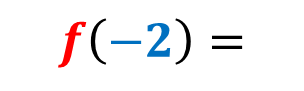 f(−2) =